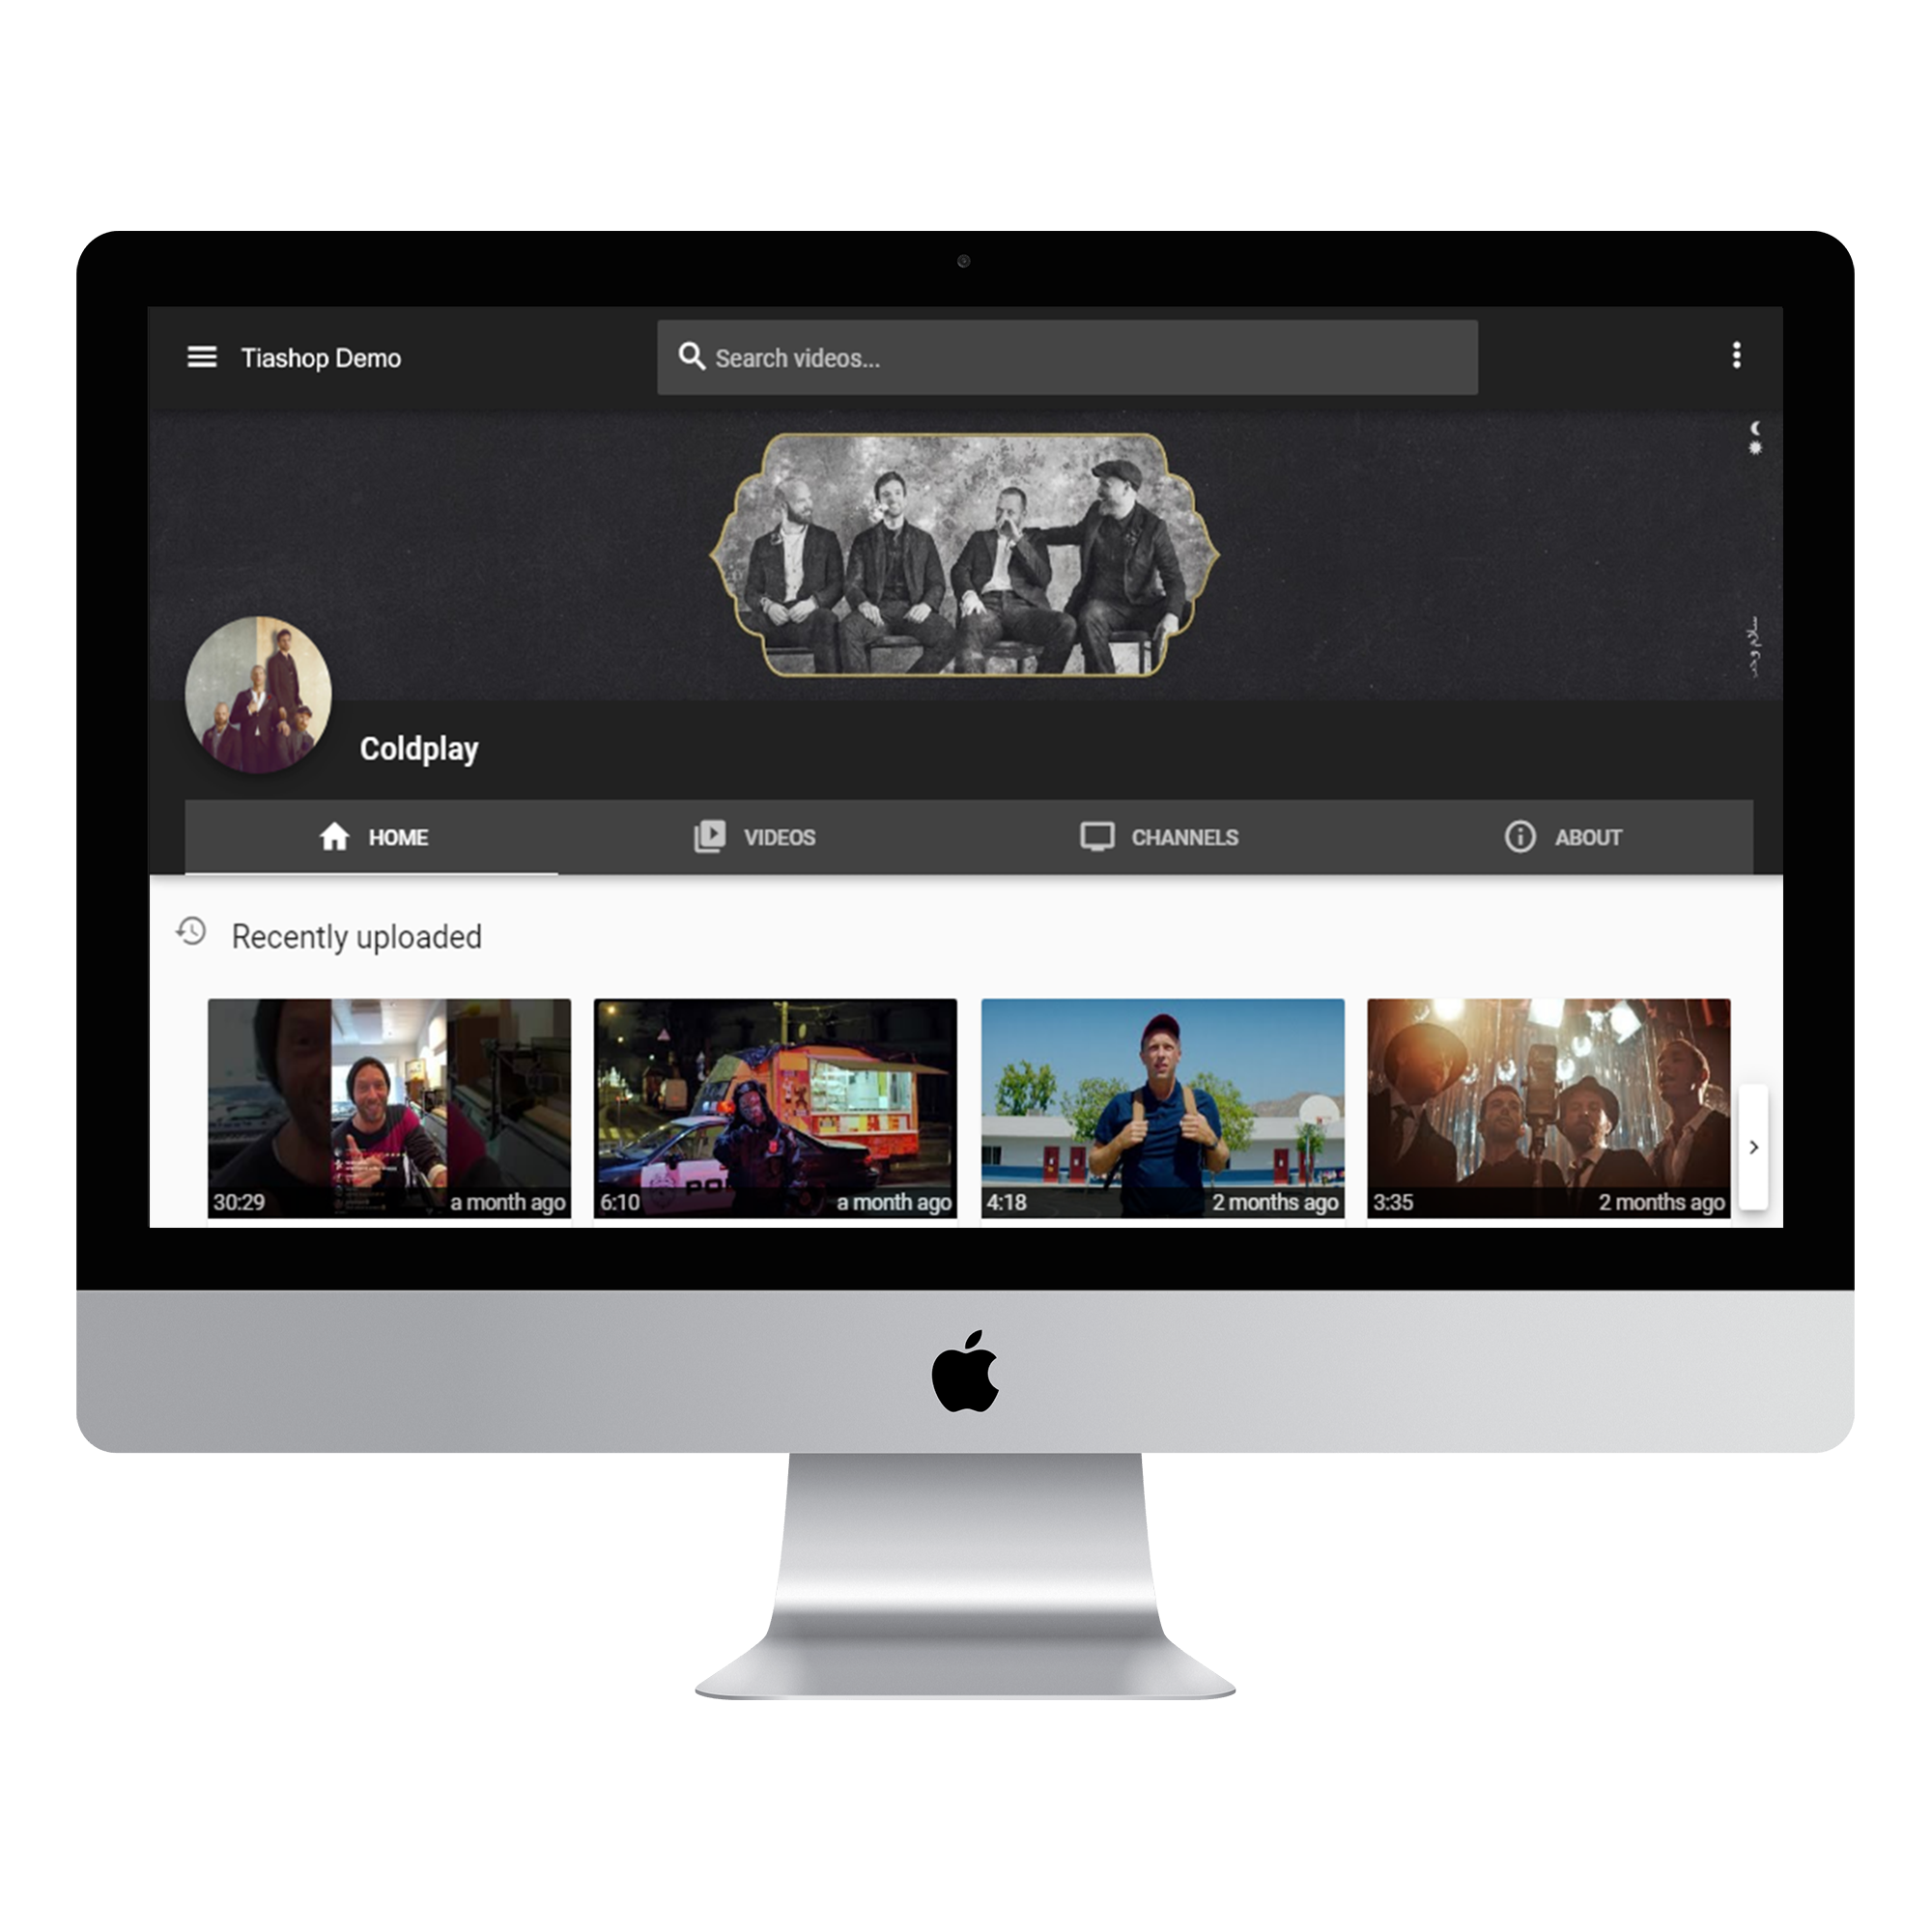 Tiashop Demo
Search videos...
سلام و
Coldplay
HOME
VIDEOS
CHANNELS
ABOUT
Recently uploaded
30:29
a month ago
6:10
a month ago
4:18
2 months ago
3:35
2 months ago